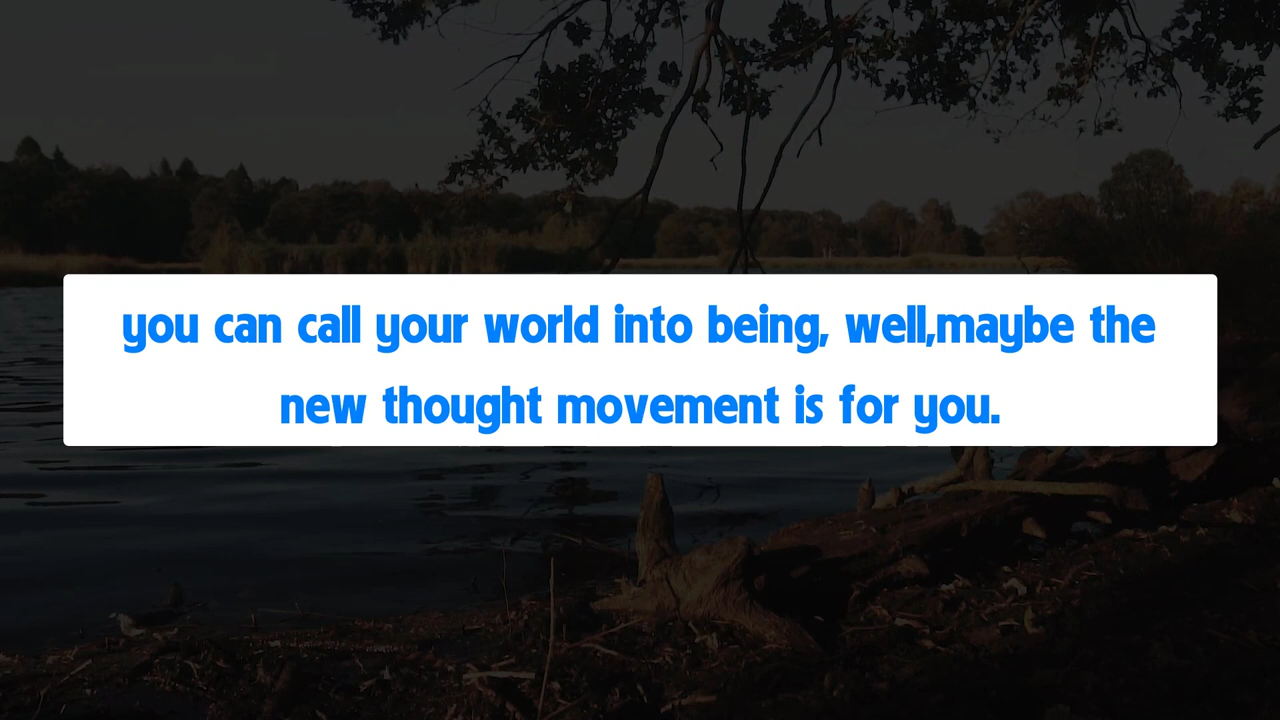 you can call your world into being, well,maybe the
new thought movement is for you.